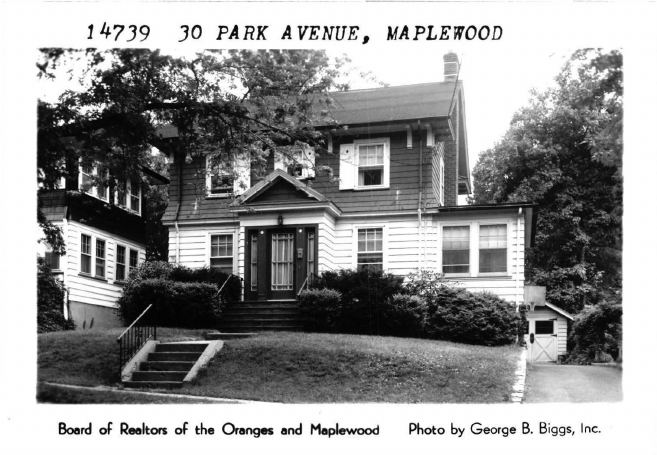 14739 30 PARK AVENUE, MAPLEWOOD
Board of Realtors of the Oranges and Maplewood Photo by George B. Biggs, Inc.